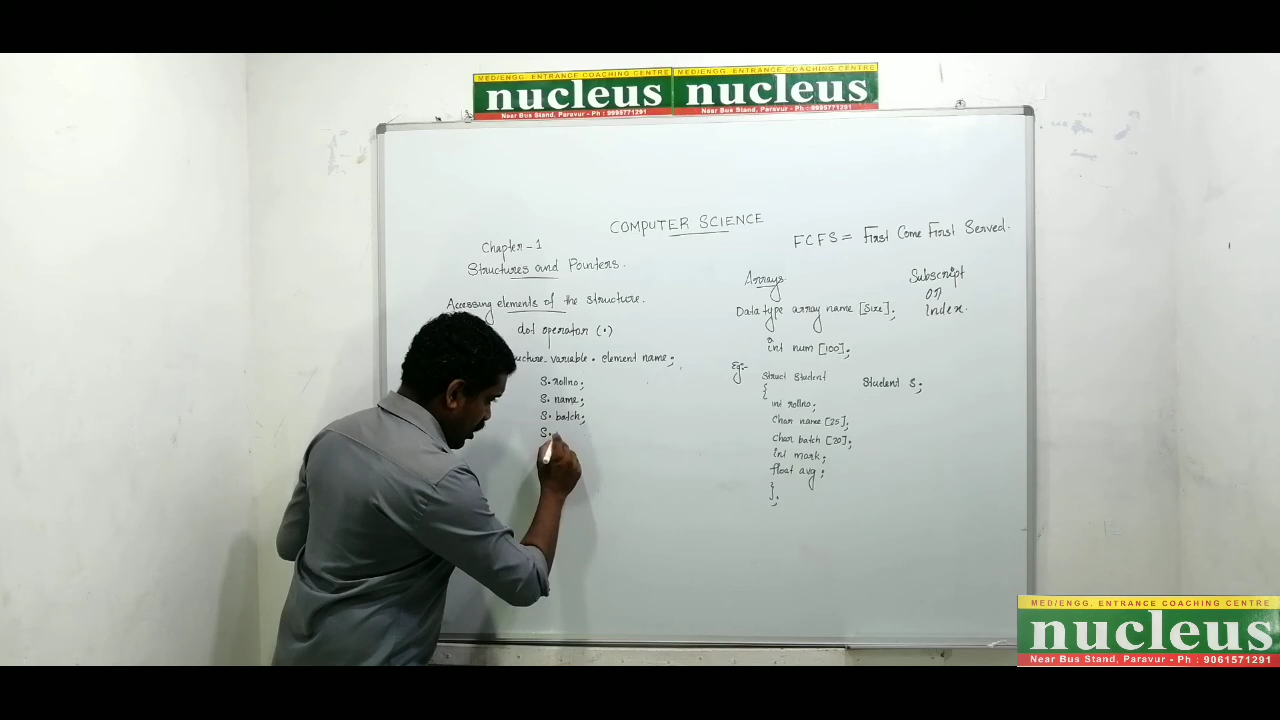 MED/ENGG. ENTRANCE COACHING CENTRE
nucleus
Near Bus Stand, Paravur - Ph : 9995771291
MED/ENGG. ENTRANCE COACHING CENTRE
nucleus
Near Bus Stand, Paravur - Ph : 9995771291
COMPUTER SCIENCE
Chapter - 1
Structures and Pointers.
Accessing elements of the structure.
dot operator (.)
variable . element name ;
S. rollno ;
S. name ;
S. batch ;
S.
FCFS = First Come First Served.
Arrays
Data type array name [size] ;
int num [100] ;
Eg:-
Struct Student
{
int rollno ;
Char name [25] ;
Char batch [20] ;
int mark ;
float avg ;
} ;
Subscript
or
Index.
Student S ;
MED/ENGG. ENTRANCE COACHING CENTRE
nucleus
Near Bus Stand, Paravur - Ph : 9061571291